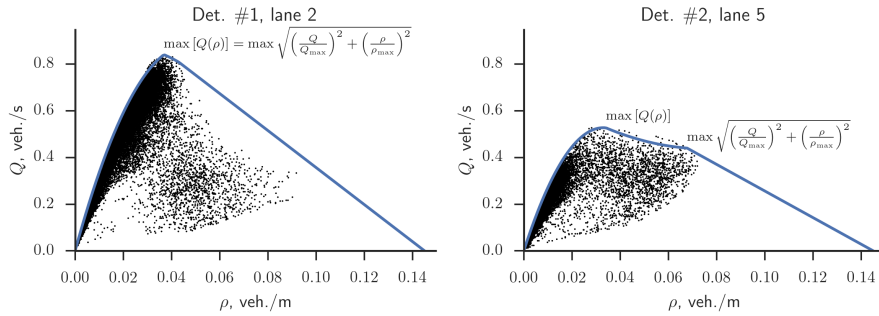 Det. #1, lane 2
max [Q(ρ)] = max √((Q/Q_max)² + (ρ/ρ_max)²)
0.8
0.6
0.4
0.2
0.0
Q, veh./s
0.00 0.02 0.04 0.06 0.08 0.10 0.12 0.14
ρ, veh./m
Det. #2, lane 5
max [Q(ρ)]
max √((Q/Q_max)² + (ρ/ρ_max)²)
0.8
0.6
0.4
0.2
0.0
Q, veh./s
0.00 0.02 0.04 0.06 0.08 0.10 0.12 0.14
ρ, veh./m